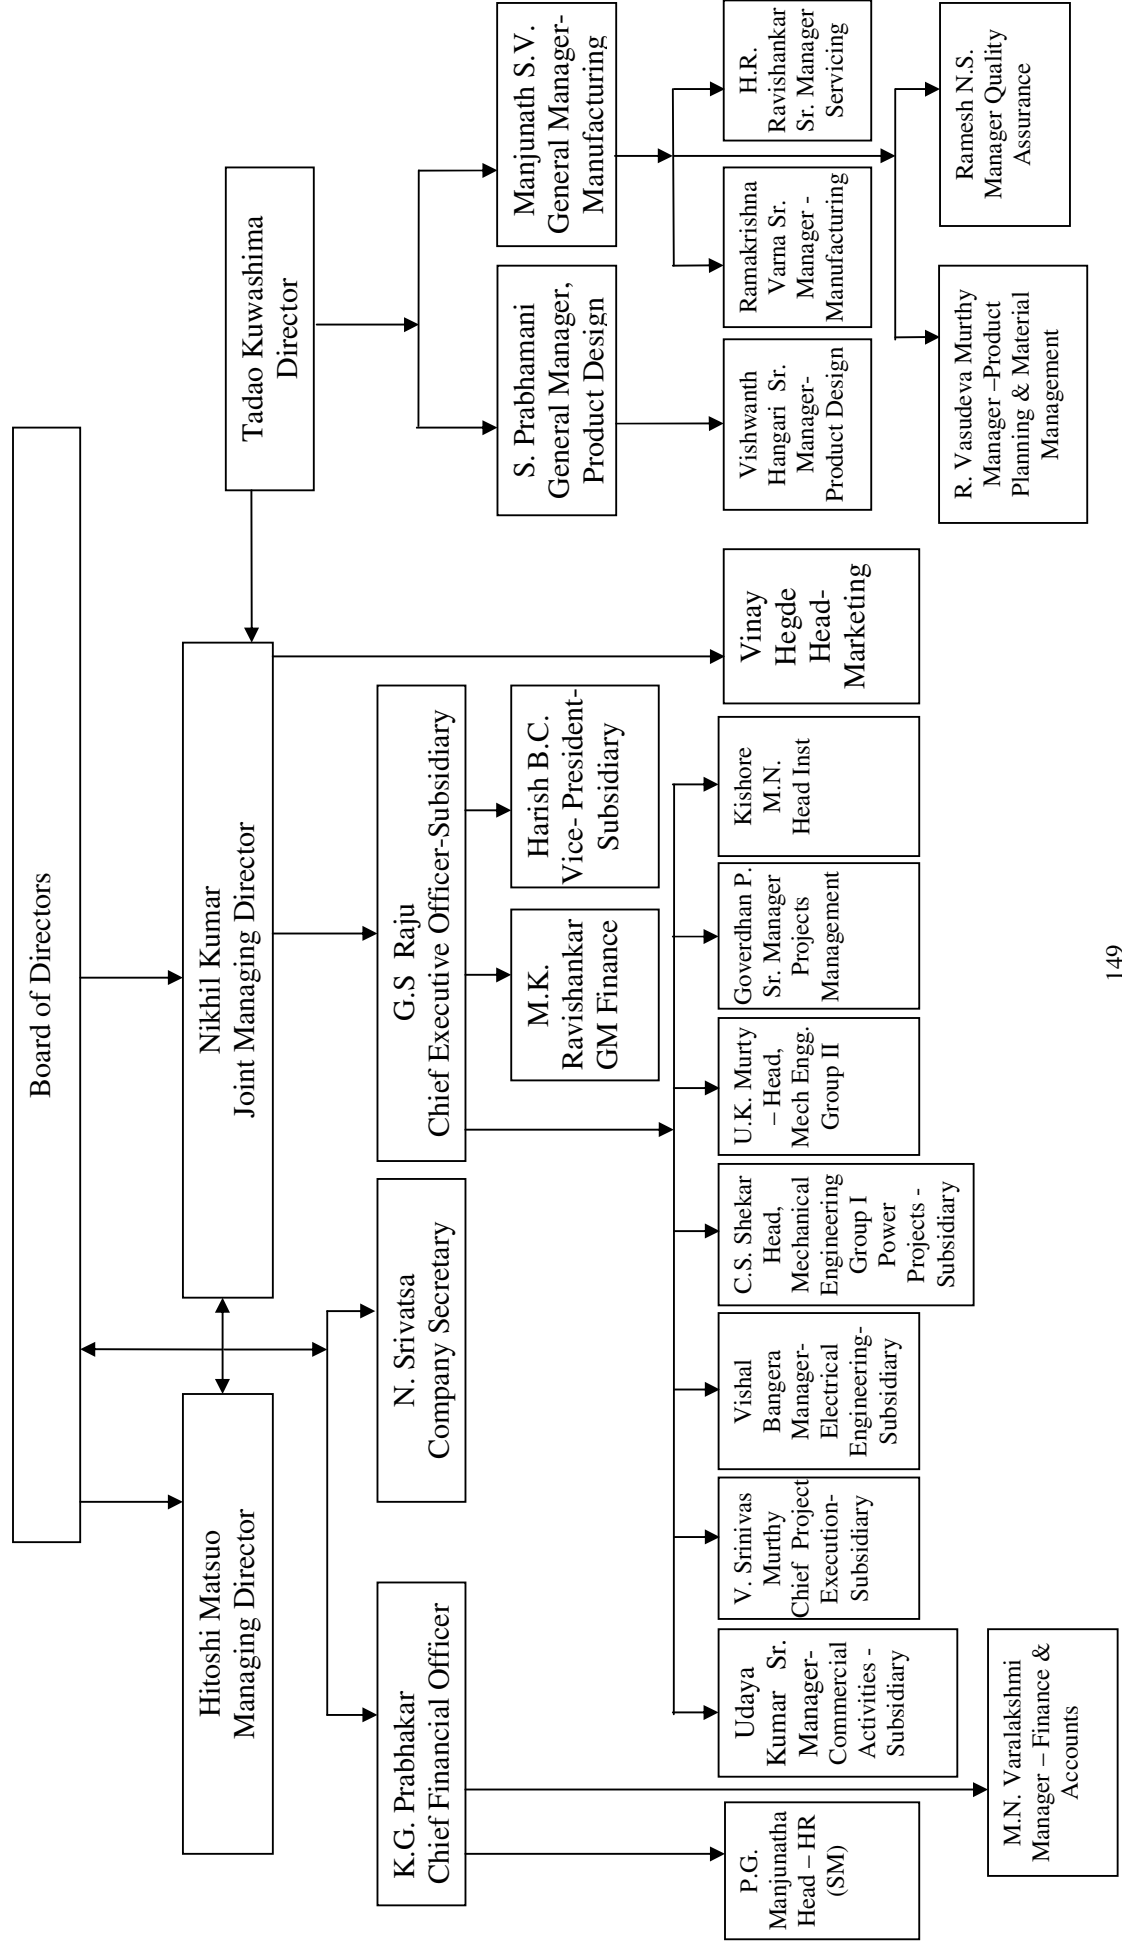 Board of Directors
Hitoshi Matsuo
Managing Director
Nikhil Kumar
Joint Managing Director
Tadao Kuwashima
Director
K.G. Prabhakar
Chief Financial Officer
N. Srivatsa
Company Secretary
G.S Raju
Chief Executive Officer-Subsidiary
S. Prabhamani
General Manager,
Product Design
Manjunath S.V.
General Manager-
Manufacturing
M.K.
Ravishankar
GM Finance
Harish B.C.
Vice- President-
Subsidiary
P.G.
Manjunatha
Head – HR
(SM)
Udaya
Kumar Sr.
Manager-
Commercial
Activities -
Subsidiary
V. Srinivas
Murthy
Chief Project
Execution-
Subsidiary
Vishal
Bangera
Manager-
Electrical
Engineering-
Subsidiary
C.S. Shekar
Head,
Mechanical
Engineering
Group I
Power
Projects -
Subsidiary
U.K. Murty
– Head,
Mech Engg.
Group II
Goverdhan P.
Sr. Manager
Projects
Management
Kishore
M.N.
Head Inst
Vinay
Hegde
Head-
Marketing
Vishwanth
Hangari Sr.
Manager-
Product Design
Ramakrishna
Varna Sr.
Manager -
Manufacturing
H.R.
Ravishankar
Sr. Manager
Servicing
M.N. Varalakshmi
Manager – Finance &
Accounts
R. Vasudeva Murthy
Manager –Product
Planning & Material
Management
Ramesh N.S.
Manager Quality
Assurance
149